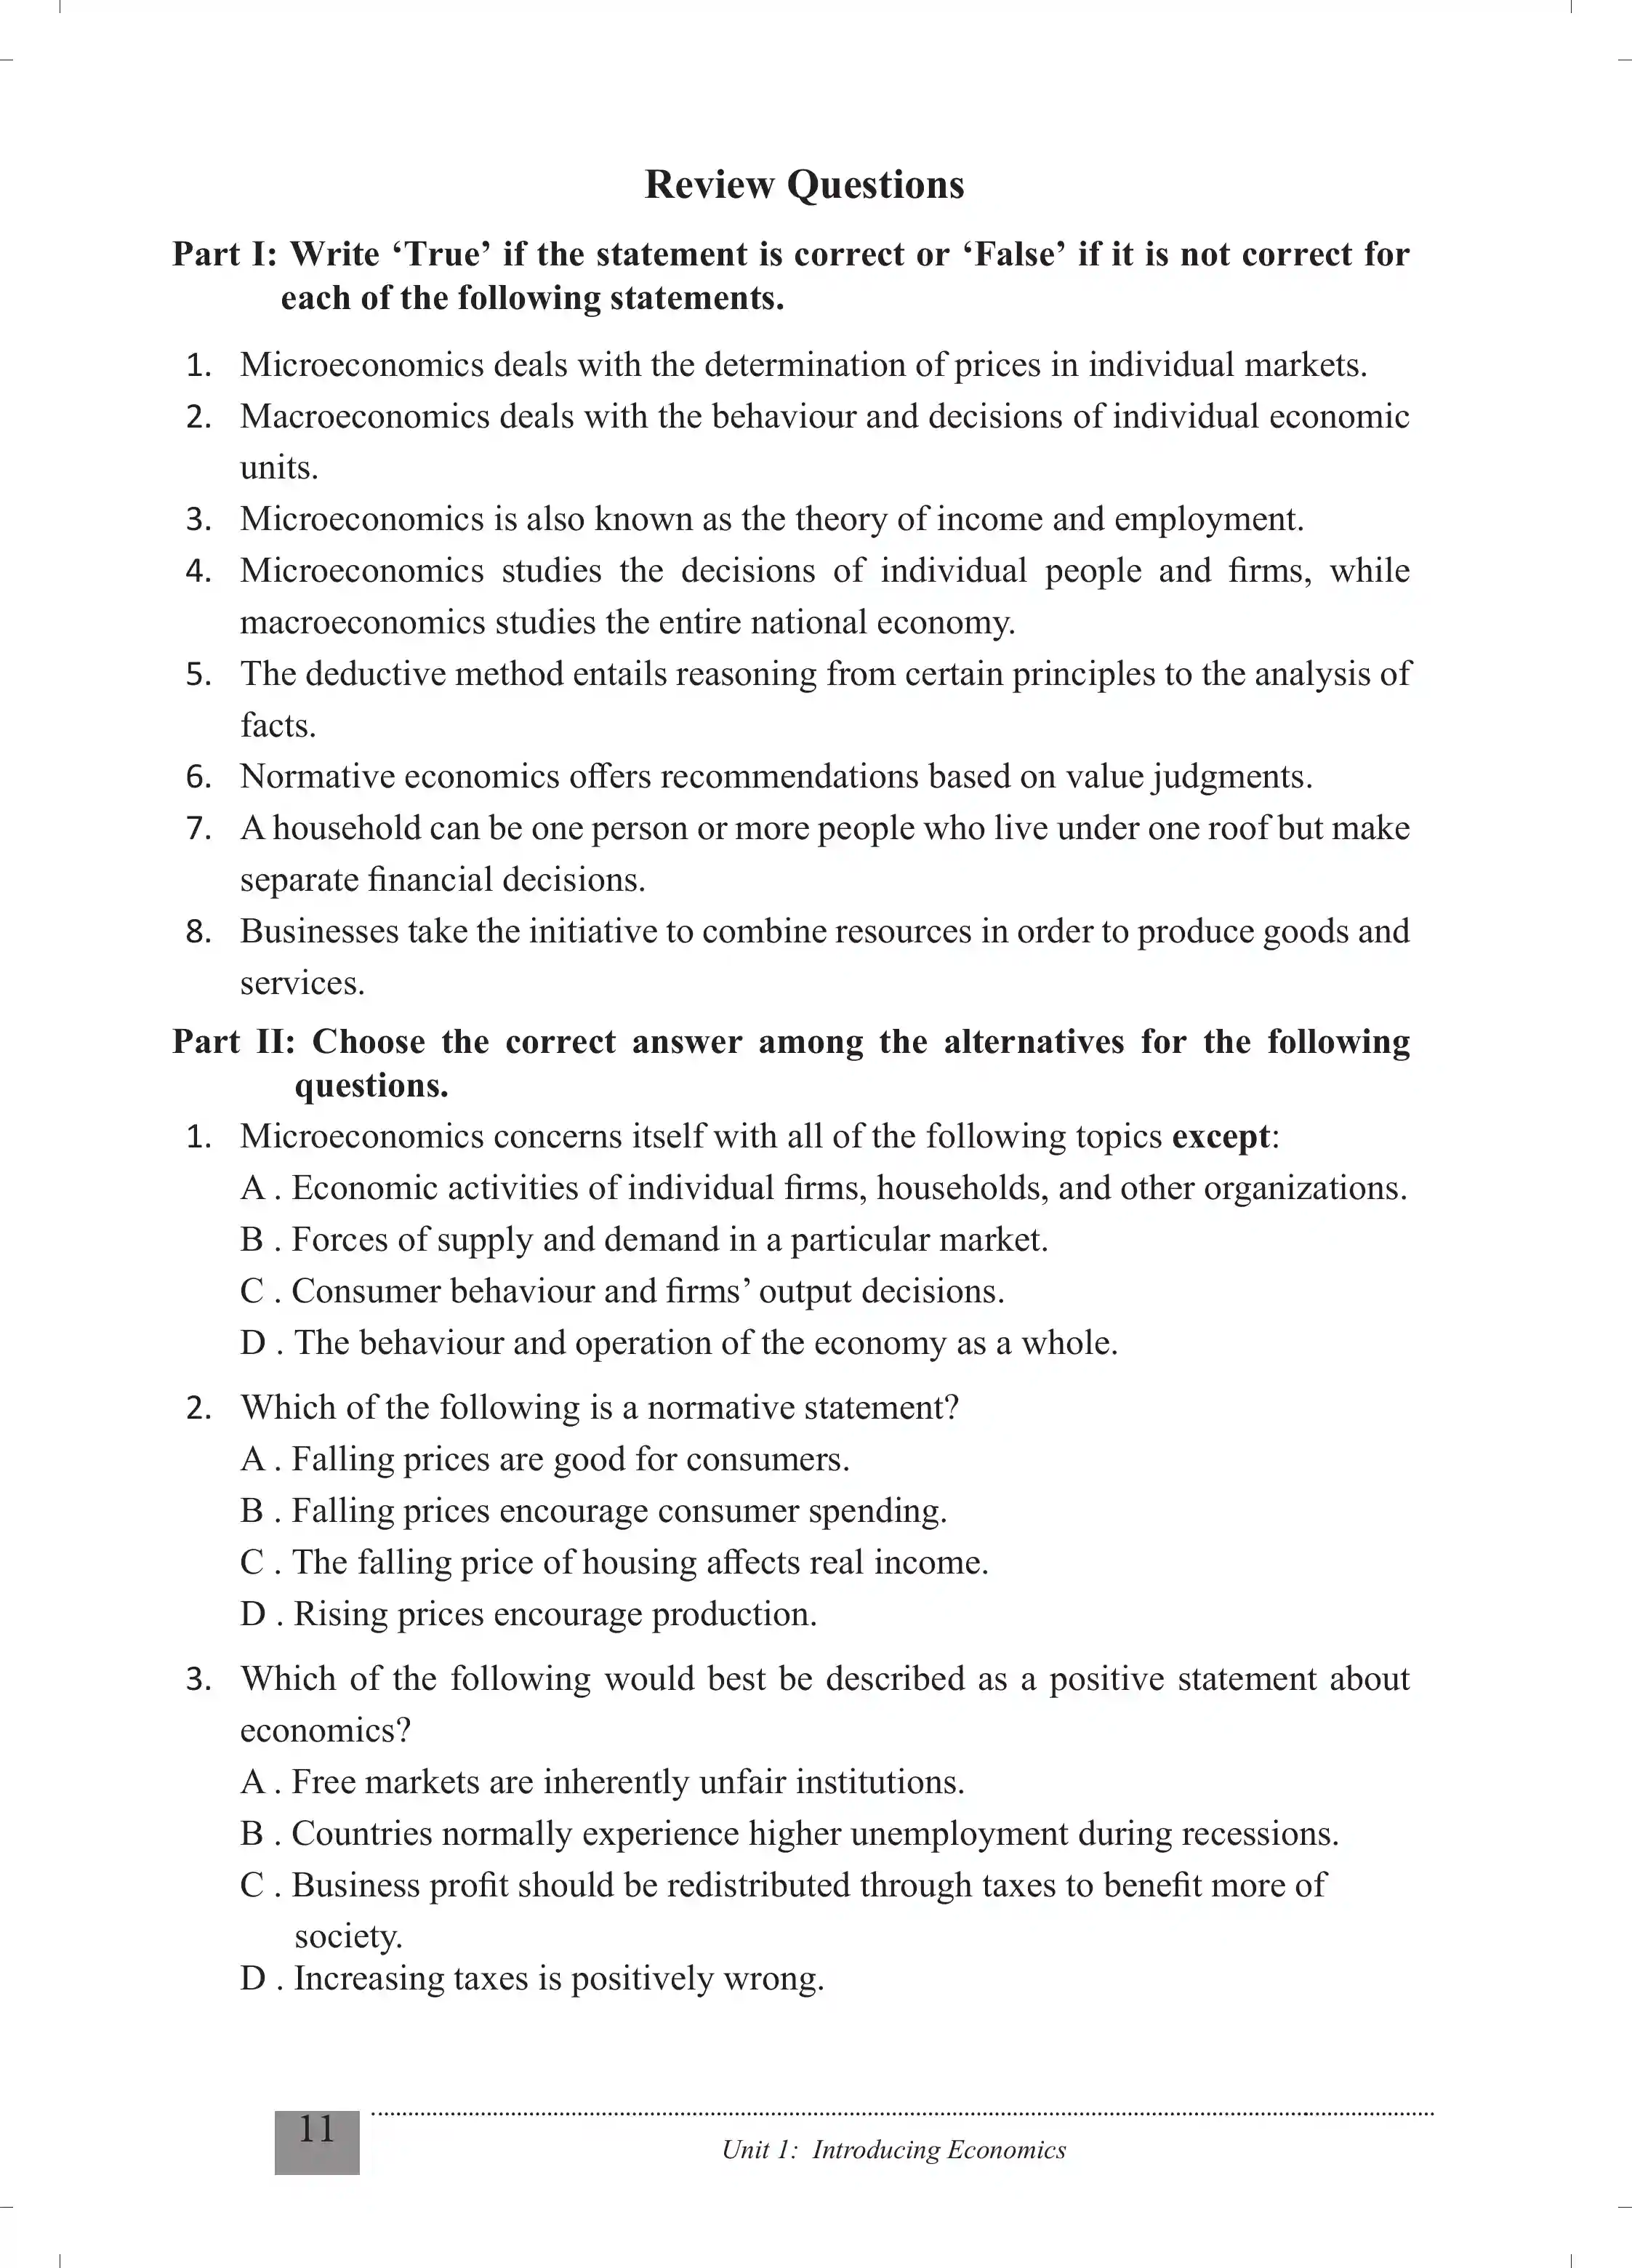 Review Questions
Part I: Write ‘True’ if the statement is correct or ‘False’ if it is not correct for
each of the following statements.
1. Microeconomics deals with the determination of prices in individual markets.
2. Macroeconomics deals with the behaviour and decisions of individual economic
units.
3. Microeconomics is also known as the theory of income and employment.
4. Microeconomics studies the decisions of individual people and firms, while
macroeconomics studies the entire national economy.
5. The deductive method entails reasoning from certain principles to the analysis of
facts.
6. Normative economics offers recommendations based on value judgments.
7. A household can be one person or more people who live under one roof but make
separate financial decisions.
8. Businesses take the initiative to combine resources in order to produce goods and
services.
Part II: Choose the correct answer among the alternatives for the following
questions.
1. Microeconomics concerns itself with all of the following topics except:
A . Economic activities of individual firms, households, and other organizations.
B . Forces of supply and demand in a particular market.
C . Consumer behaviour and firms’ output decisions.
D . The behaviour and operation of the economy as a whole.
2. Which of the following is a normative statement?
A . Falling prices are good for consumers.
B . Falling prices encourage consumer spending.
C . The falling price of housing affects real income.
D . Rising prices encourage production.
3. Which of the following would best be described as a positive statement about
economics?
A . Free markets are inherently unfair institutions.
B . Countries normally experience higher unemployment during recessions.
C . Business profit should be redistributed through taxes to benefit more of
society.
D . Increasing taxes is positively wrong.
11
Unit 1: Introducing Economics